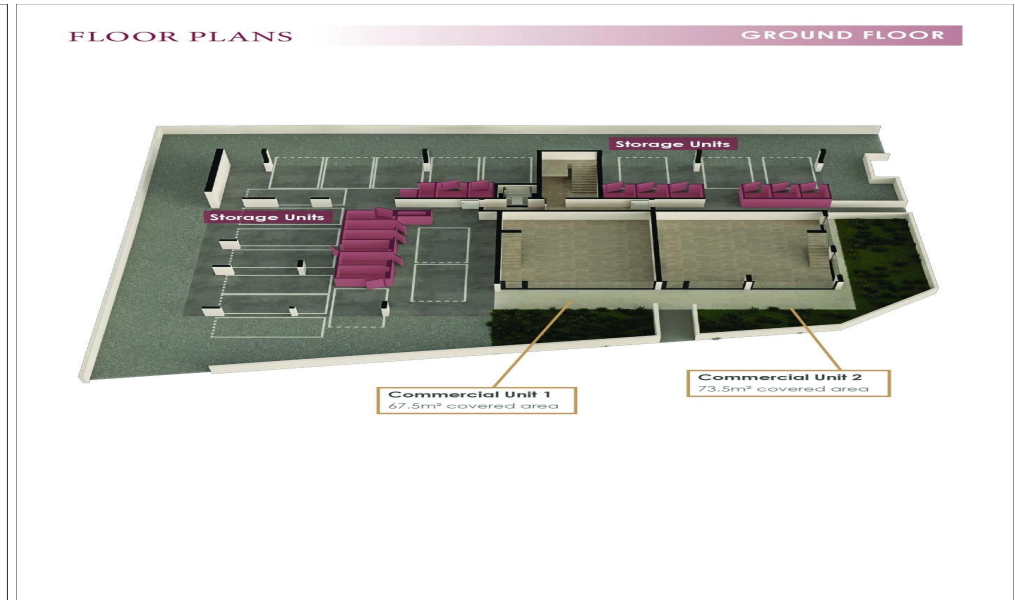 FLOOR PLANS
GROUND FLOOR
Storage Units
Storage Units
Commercial Unit 1
67.5m² covered area
Commercial Unit 2
73.5m² covered area